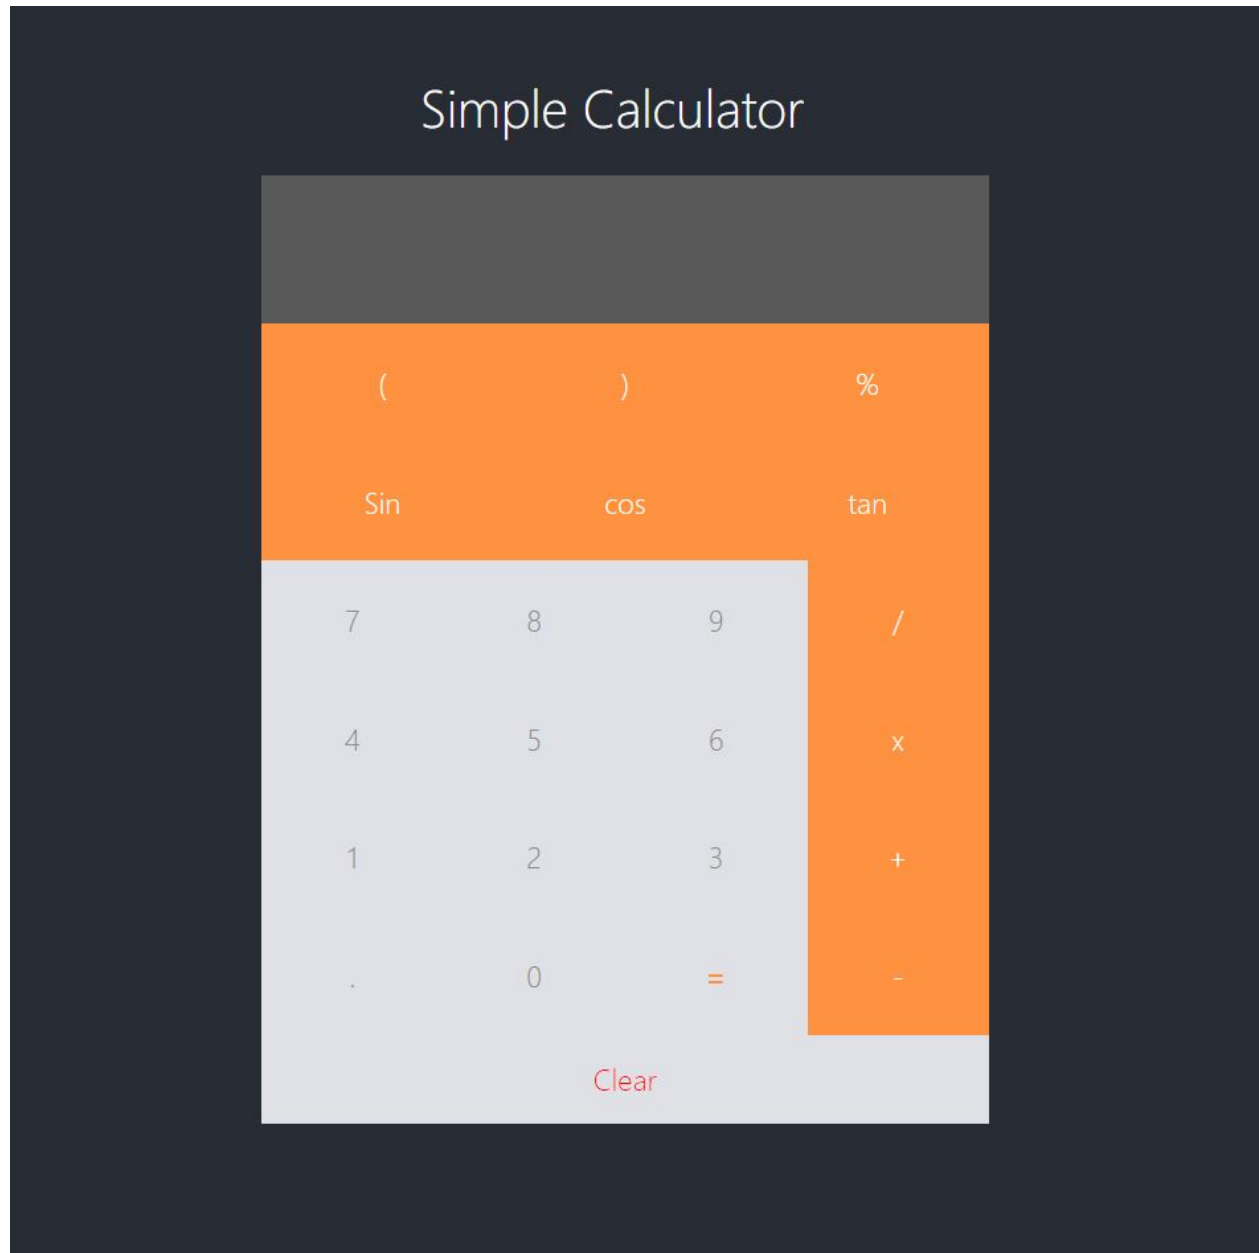 Simple Calculator
( ) %
Sin cos tan
7 8 9 /
4 5 6 x
1 2 3 +
. 0 = -
Clear